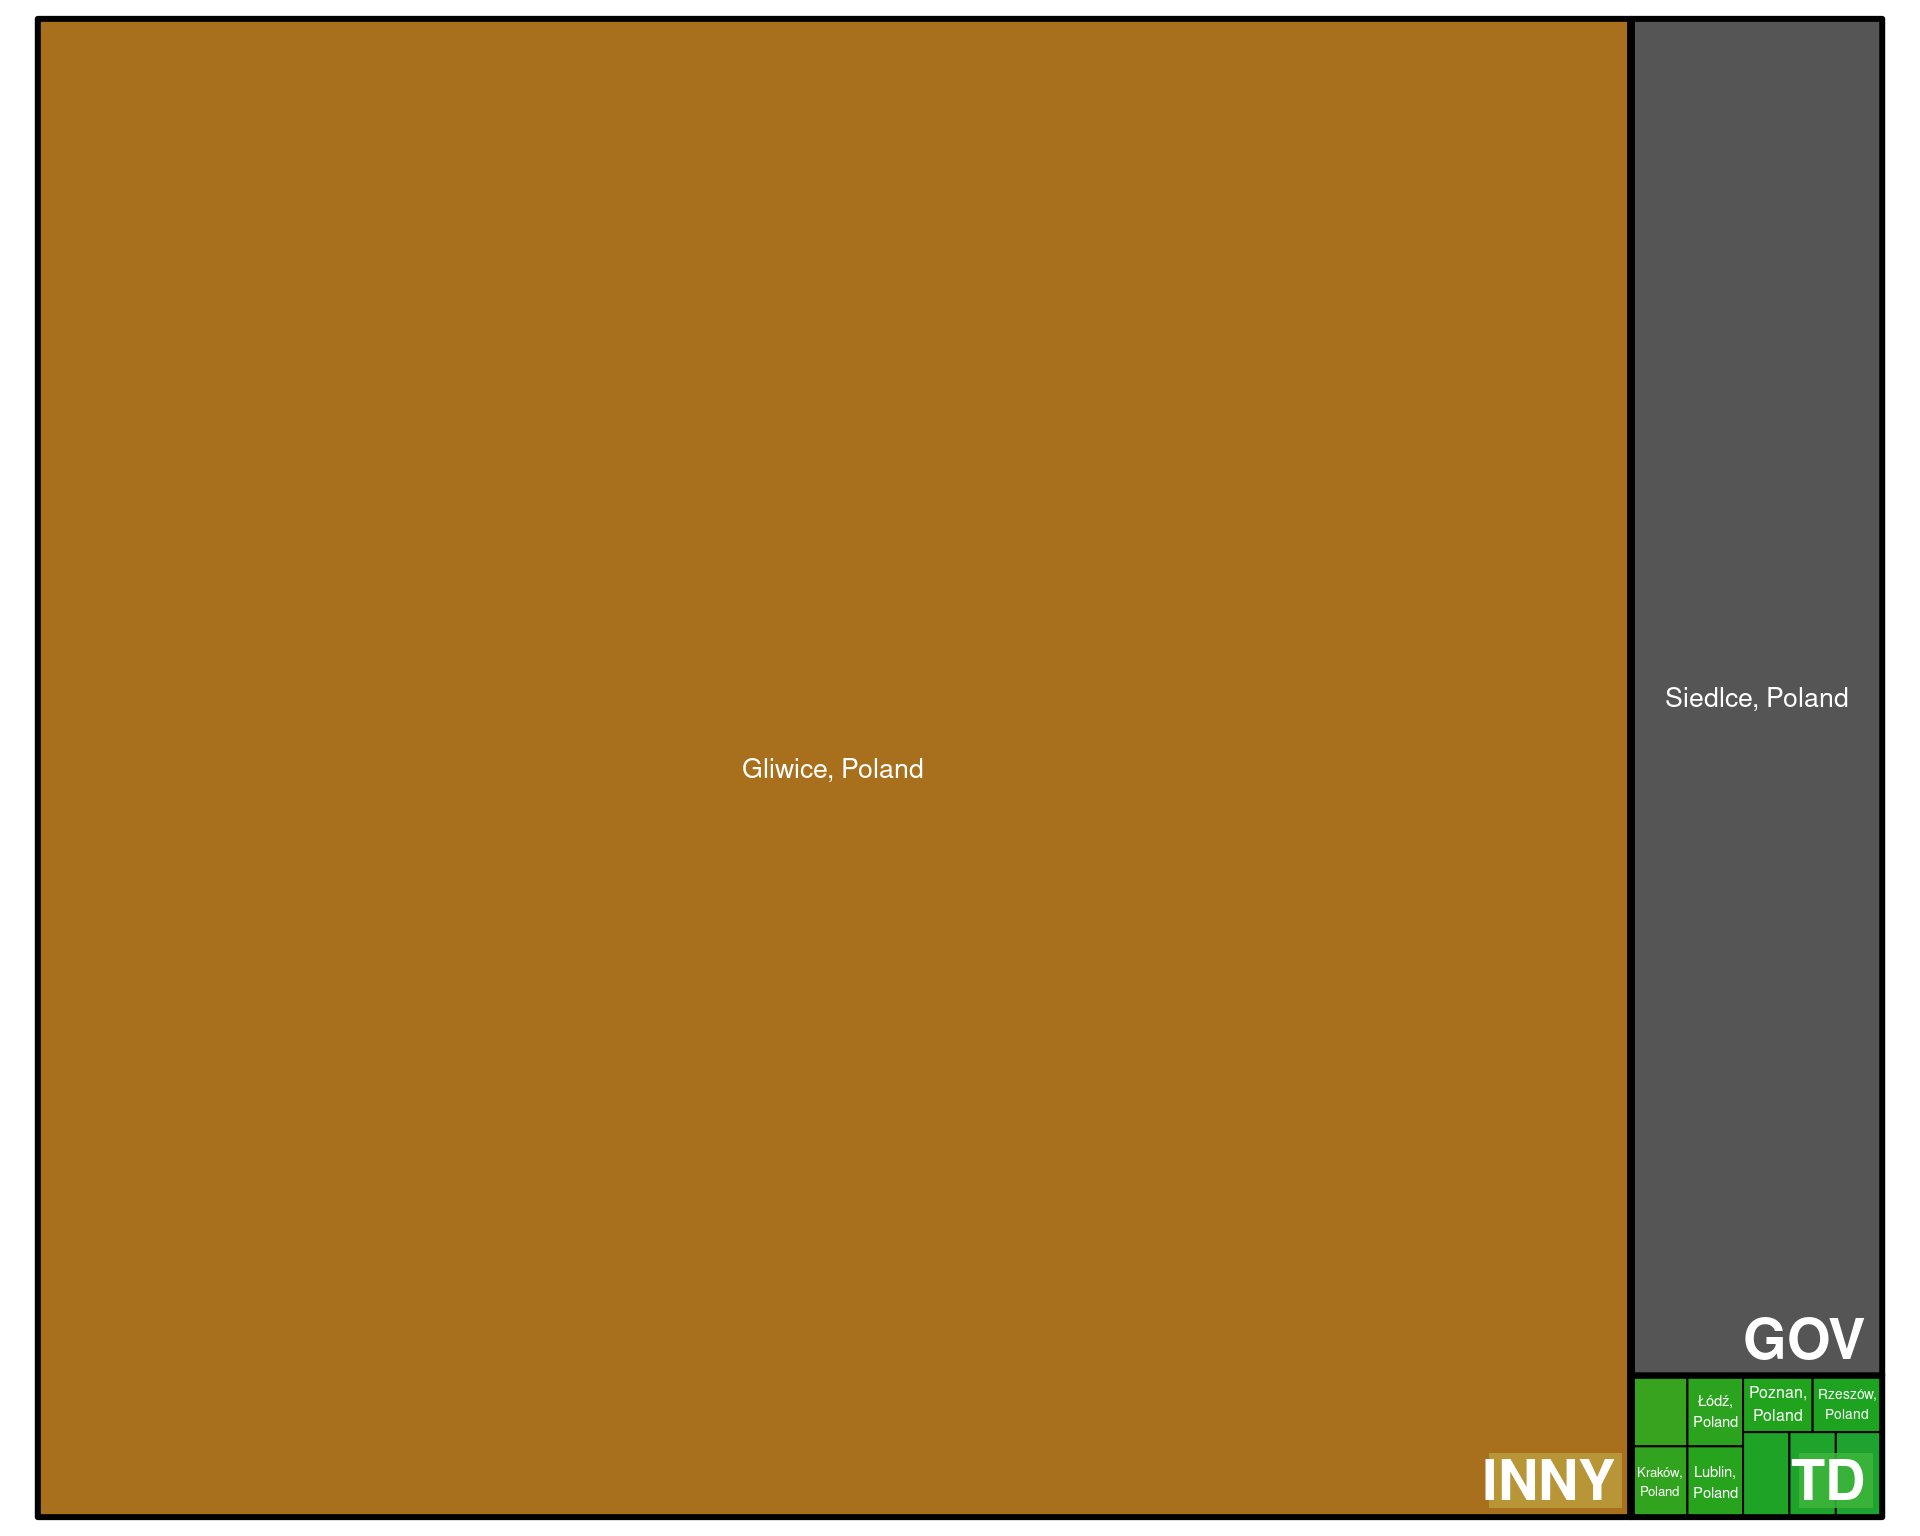 Gliwice, Poland
INNY
Siedlce, Poland
GOV
Łódź,
Poland
Poznan,
Poland
Rzeszów,
Poland
Kraków,
Poland
Lublin,
Poland
TD